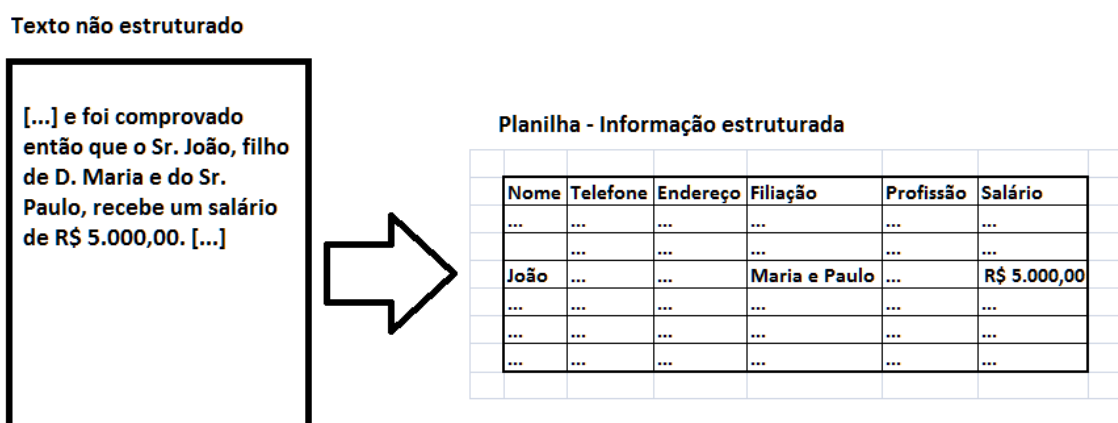 Texto não estruturado
[...] e foi comprovado
então que o Sr. João, filho
de D. Maria e do Sr.
Paulo, recebe um salário
de R$ 5.000,00. [...]
Planilha - Informação estruturada
Nome Telefone Endereço Filiação Profissão Salário
... ... ... ... ... ...
... ... ... ... ...
João ... ... Maria e Paulo ... R$ 5.000,00
... ... ... ... ... ...
... ... ... ... ... ...
... ... ... ... ... ...